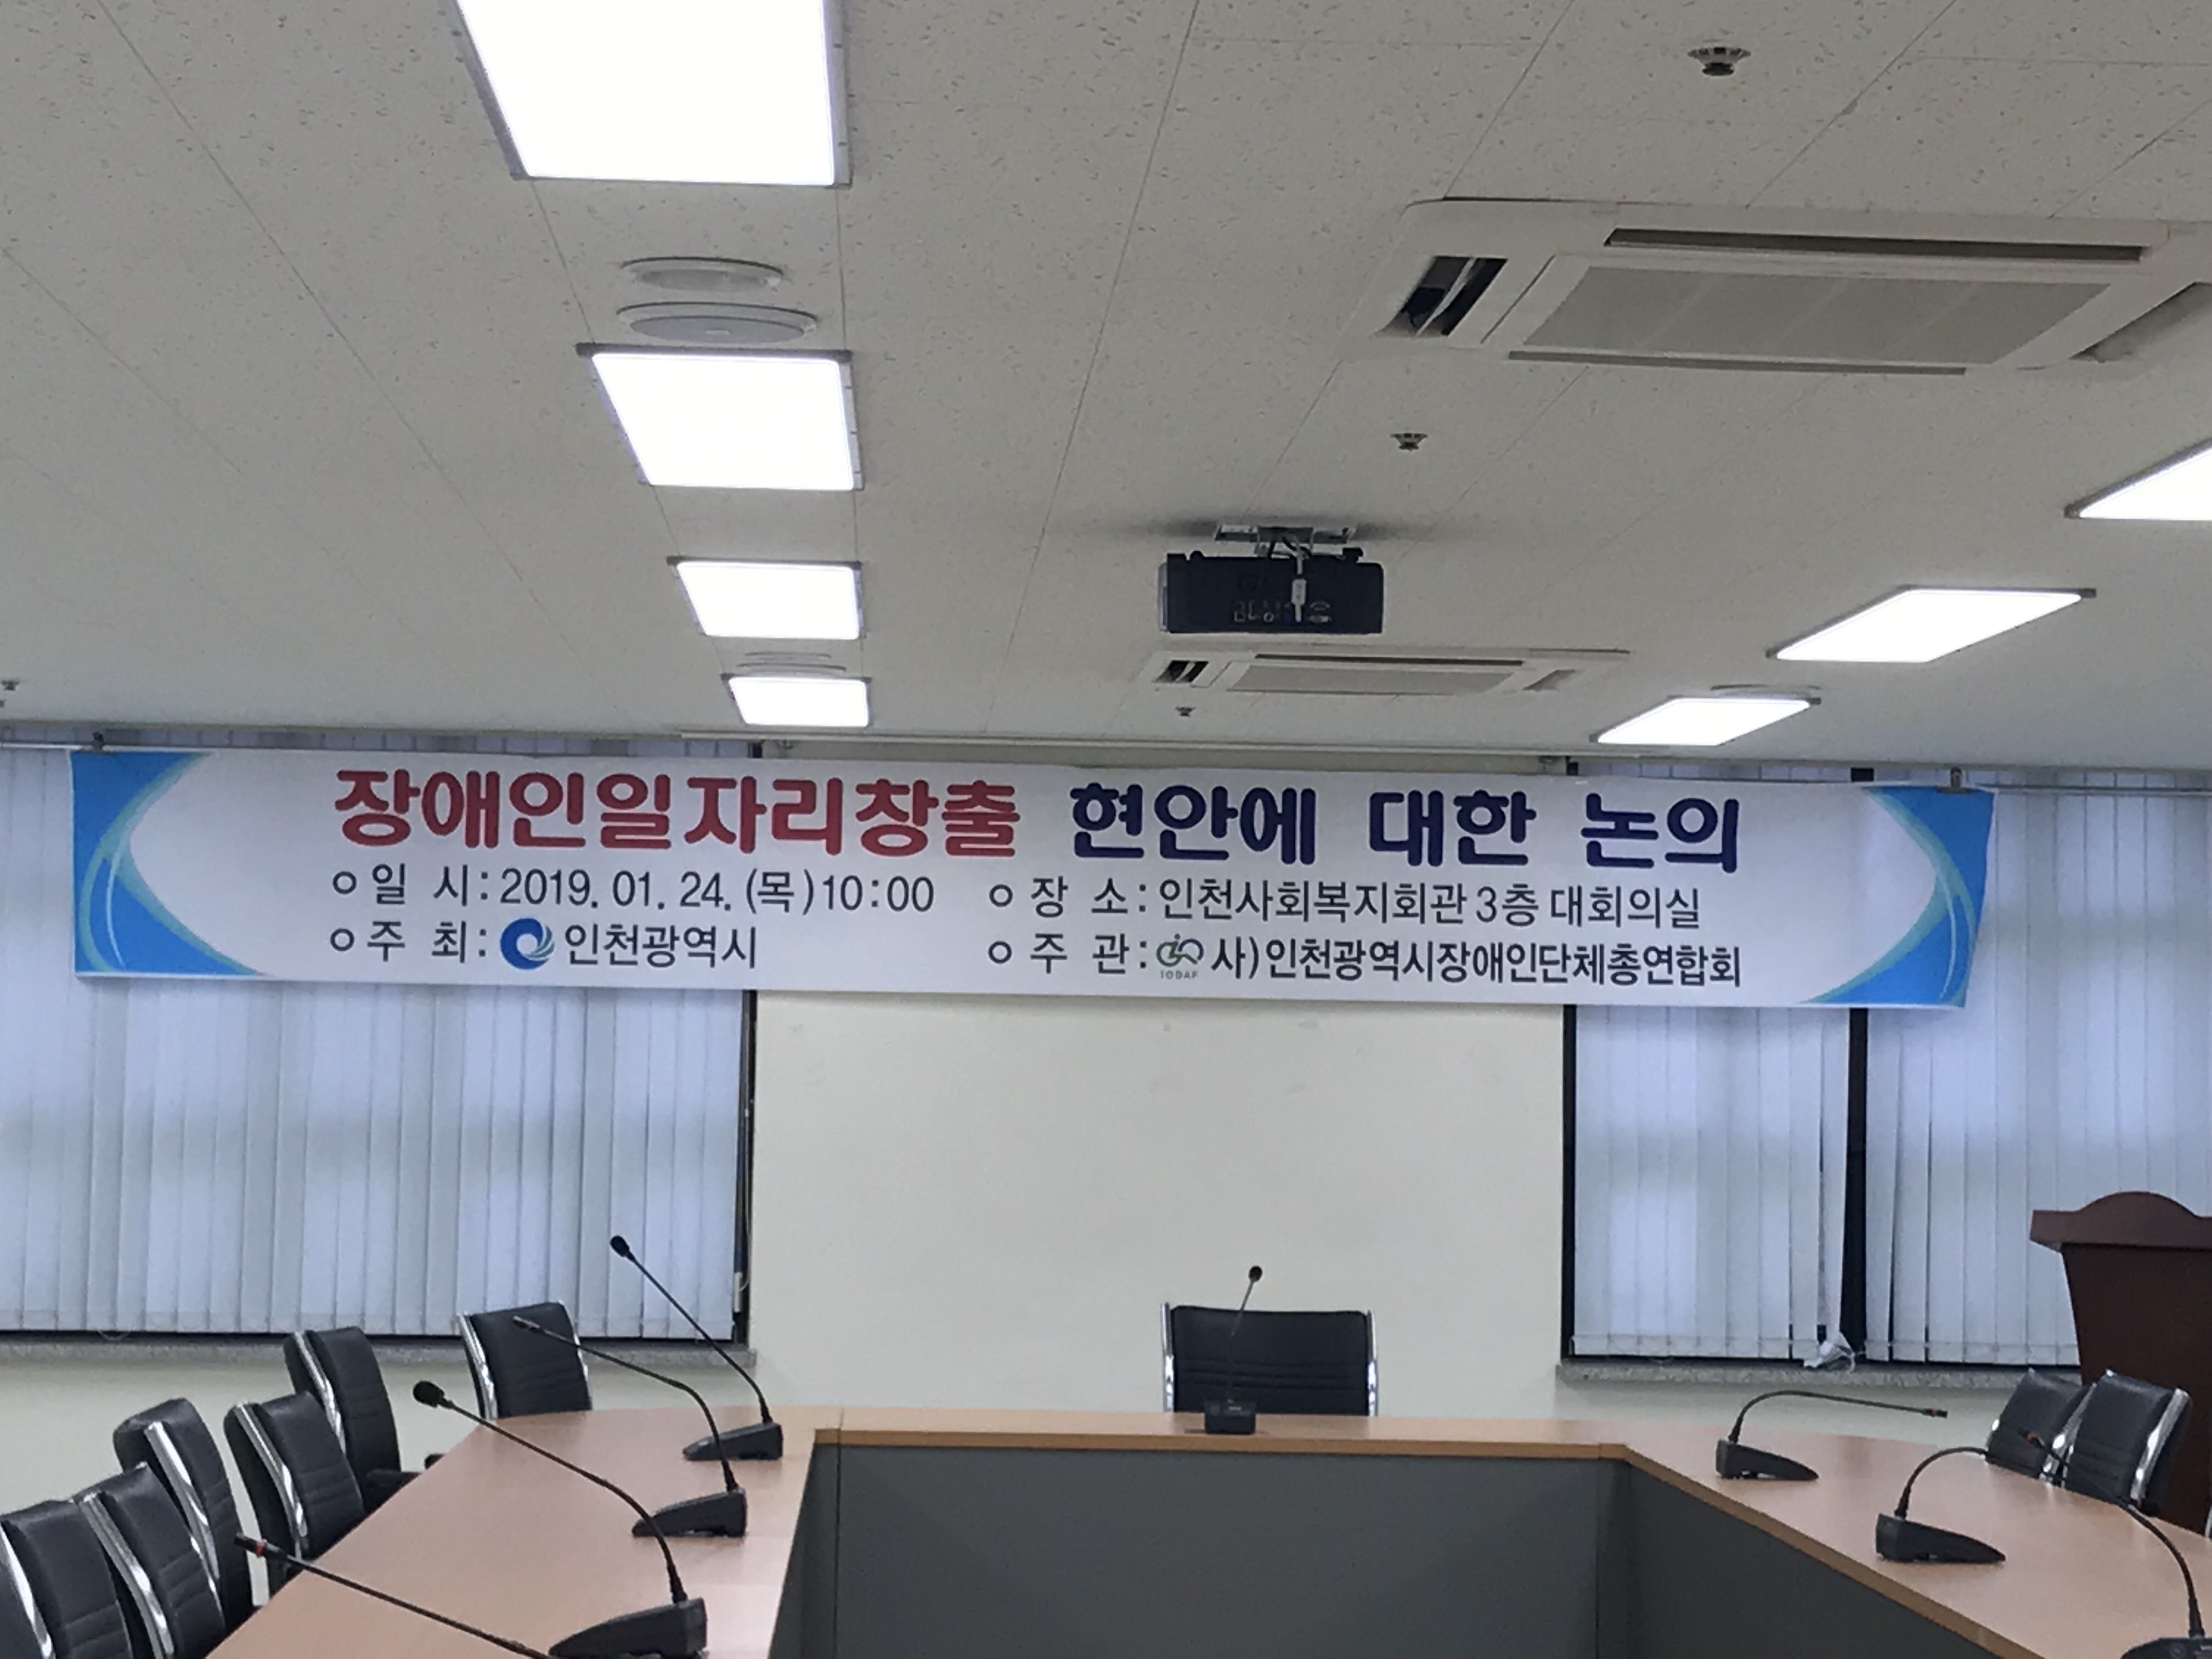 장애인일자리창출 현안에 대한 논의
ㅇ 일 시 : 2019. 01. 24. (목) 10:00
ㅇ 장 소 : 인천사회복지회관 3층 대회의실
ㅇ 주 최 : 인천광역시
ㅇ 주 관 : IODAF 사)인천광역시장애인단체총연합회